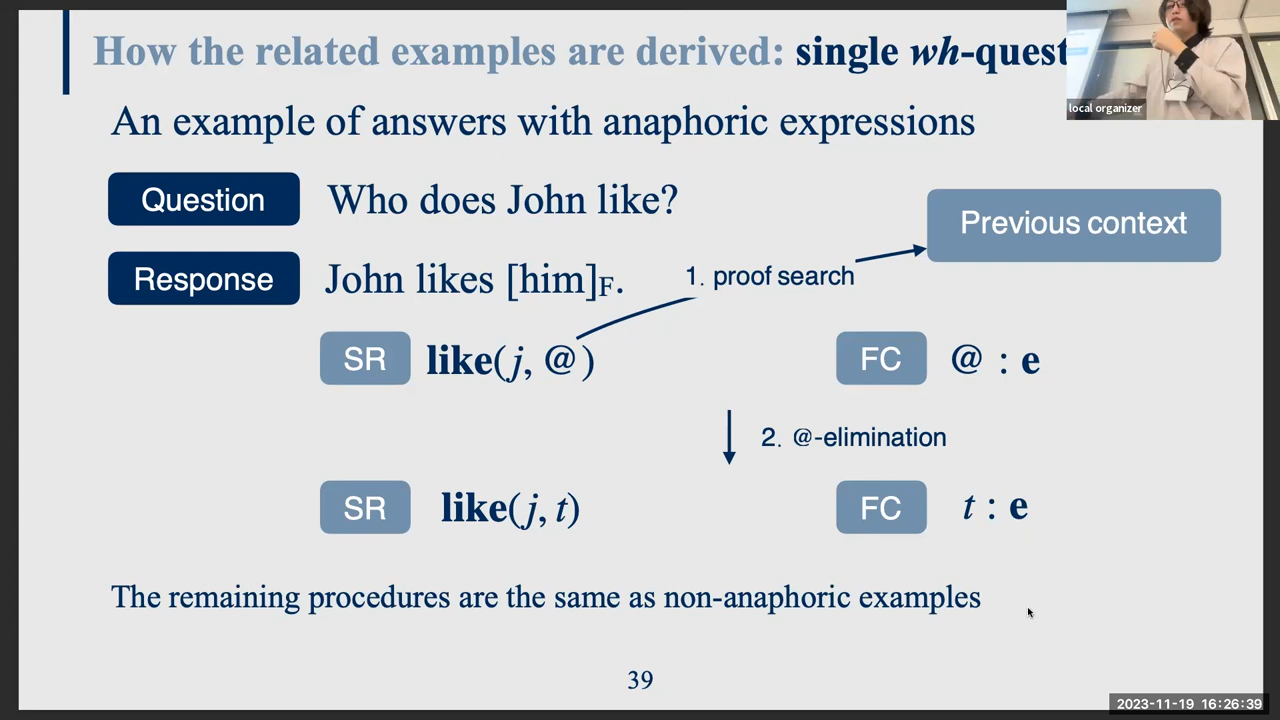 How the related examples are derived: single wh-quest
local organizer
An example of answers with anaphoric expressions
Question Who does John like?
Previous context
Response John likes [him]F.
1. proof search
SR like(j, @) FC @ : e
2. @-elimination
SR like(j, t) FC t : e
The remaining procedures are the same as non-anaphoric examples
39
2023-11-19 16:26:39